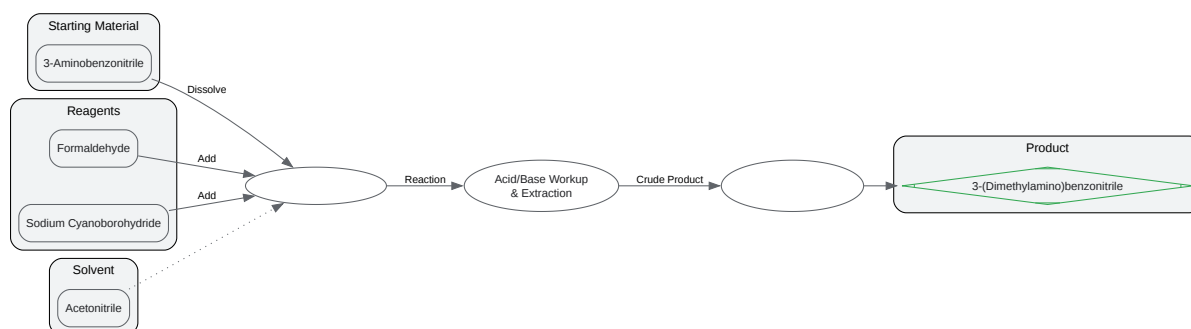 Starting Material
3-Aminobenzonitrile
Dissolve
Reagents
Formaldehyde
Add
Sodium Cyanoborohydride
Add
Solvent
Acetonitrile
Reaction
Acid/Base Workup
& Extraction
Crude Product
Product
3-(Dimethylamino)benzonitrile